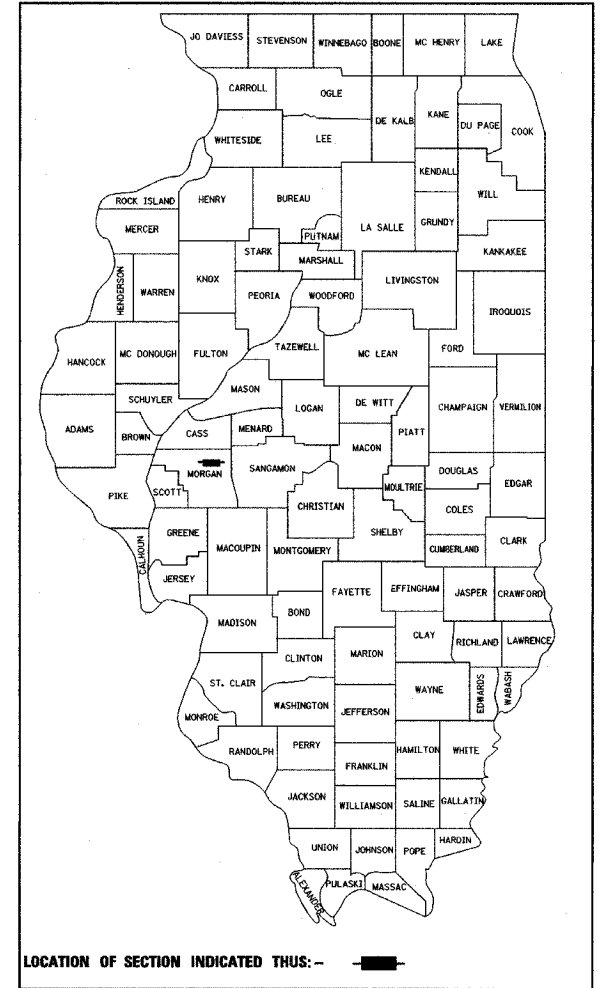 JO DAVIESS STEVENSON WINNEBAGO BOONE MC HENRY LAKE
CARROLL OGLE DE KALB KANE DU PAGE COOK
WHITESIDE LEE
KENDALL WILL
ROCK ISLAND HENRY BUREAU LA SALLE GRUNDY
MERCER PUTNAM
STARK MARSHALL KANKAKEE
HENDERSON WARREN KNOX PEORIA WOODFORD LIVINGSTON
IROQUOIS
HANCOCK MC DONOUGH FULTON TAZEWELL MC LEAN FORD
SCHUYLER MASON
ADAMS BROWN CASS MENARD LOGAN DE WITT PIATT CHAMPAIGN VERMILION
MACON
PIKE SCOTT MORGAN SANGAMON MOULTRIE DOUGLAS EDGAR
CHRISTIAN COLES
GREENE MACOUPIN MONTGOMERY SHELBY CUMBERLAND CLARK
CALHOUN JERSEY FAYETTE EFFINGHAM JASPER CRAWFORD
MADISON BOND
CLAY RICHLAND LAWRENCE
CLINTON MARION
ST. CLAIR WAYNE EDWARDS WABASH
WASHINGTON JEFFERSON
MONROE
RANDOLPH PERRY HAMILTON WHITE
FRANKLIN
JACKSON WILLIAMSON SALINE GALLATIN
UNION JOHNSON POPE HARDIN
ALEXANDER PULASKI MASSAC
LOCATION OF SECTION INDICATED THUS:-